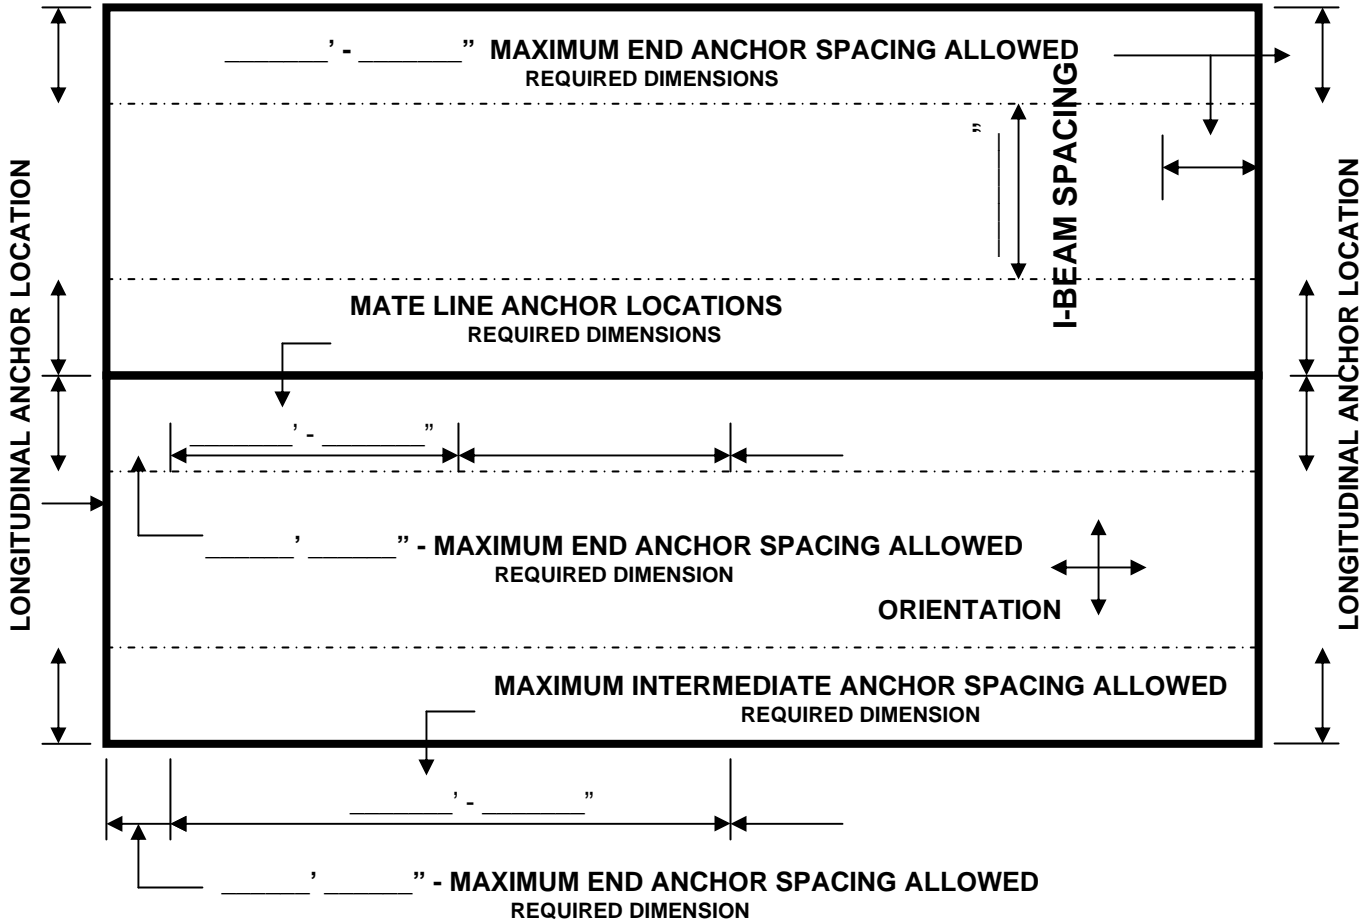 _______’ - _______” MAXIMUM END ANCHOR SPACING ALLOWED
REQUIRED DIMENSIONS
I-BEAM SPACING
________”
LONGITUDINAL ANCHOR LOCATION
LONGITUDINAL ANCHOR LOCATION
MATE LINE ANCHOR LOCATIONS
REQUIRED DIMENSIONS
_______’ - _______”
______’ ______” - MAXIMUM END ANCHOR SPACING ALLOWED
REQUIRED DIMENSION
ORIENTATION
MAXIMUM INTERMEDIATE ANCHOR SPACING ALLOWED
REQUIRED DIMENSION
_______’ - _______”
______’ ______” - MAXIMUM END ANCHOR SPACING ALLOWED
REQUIRED DIMENSION